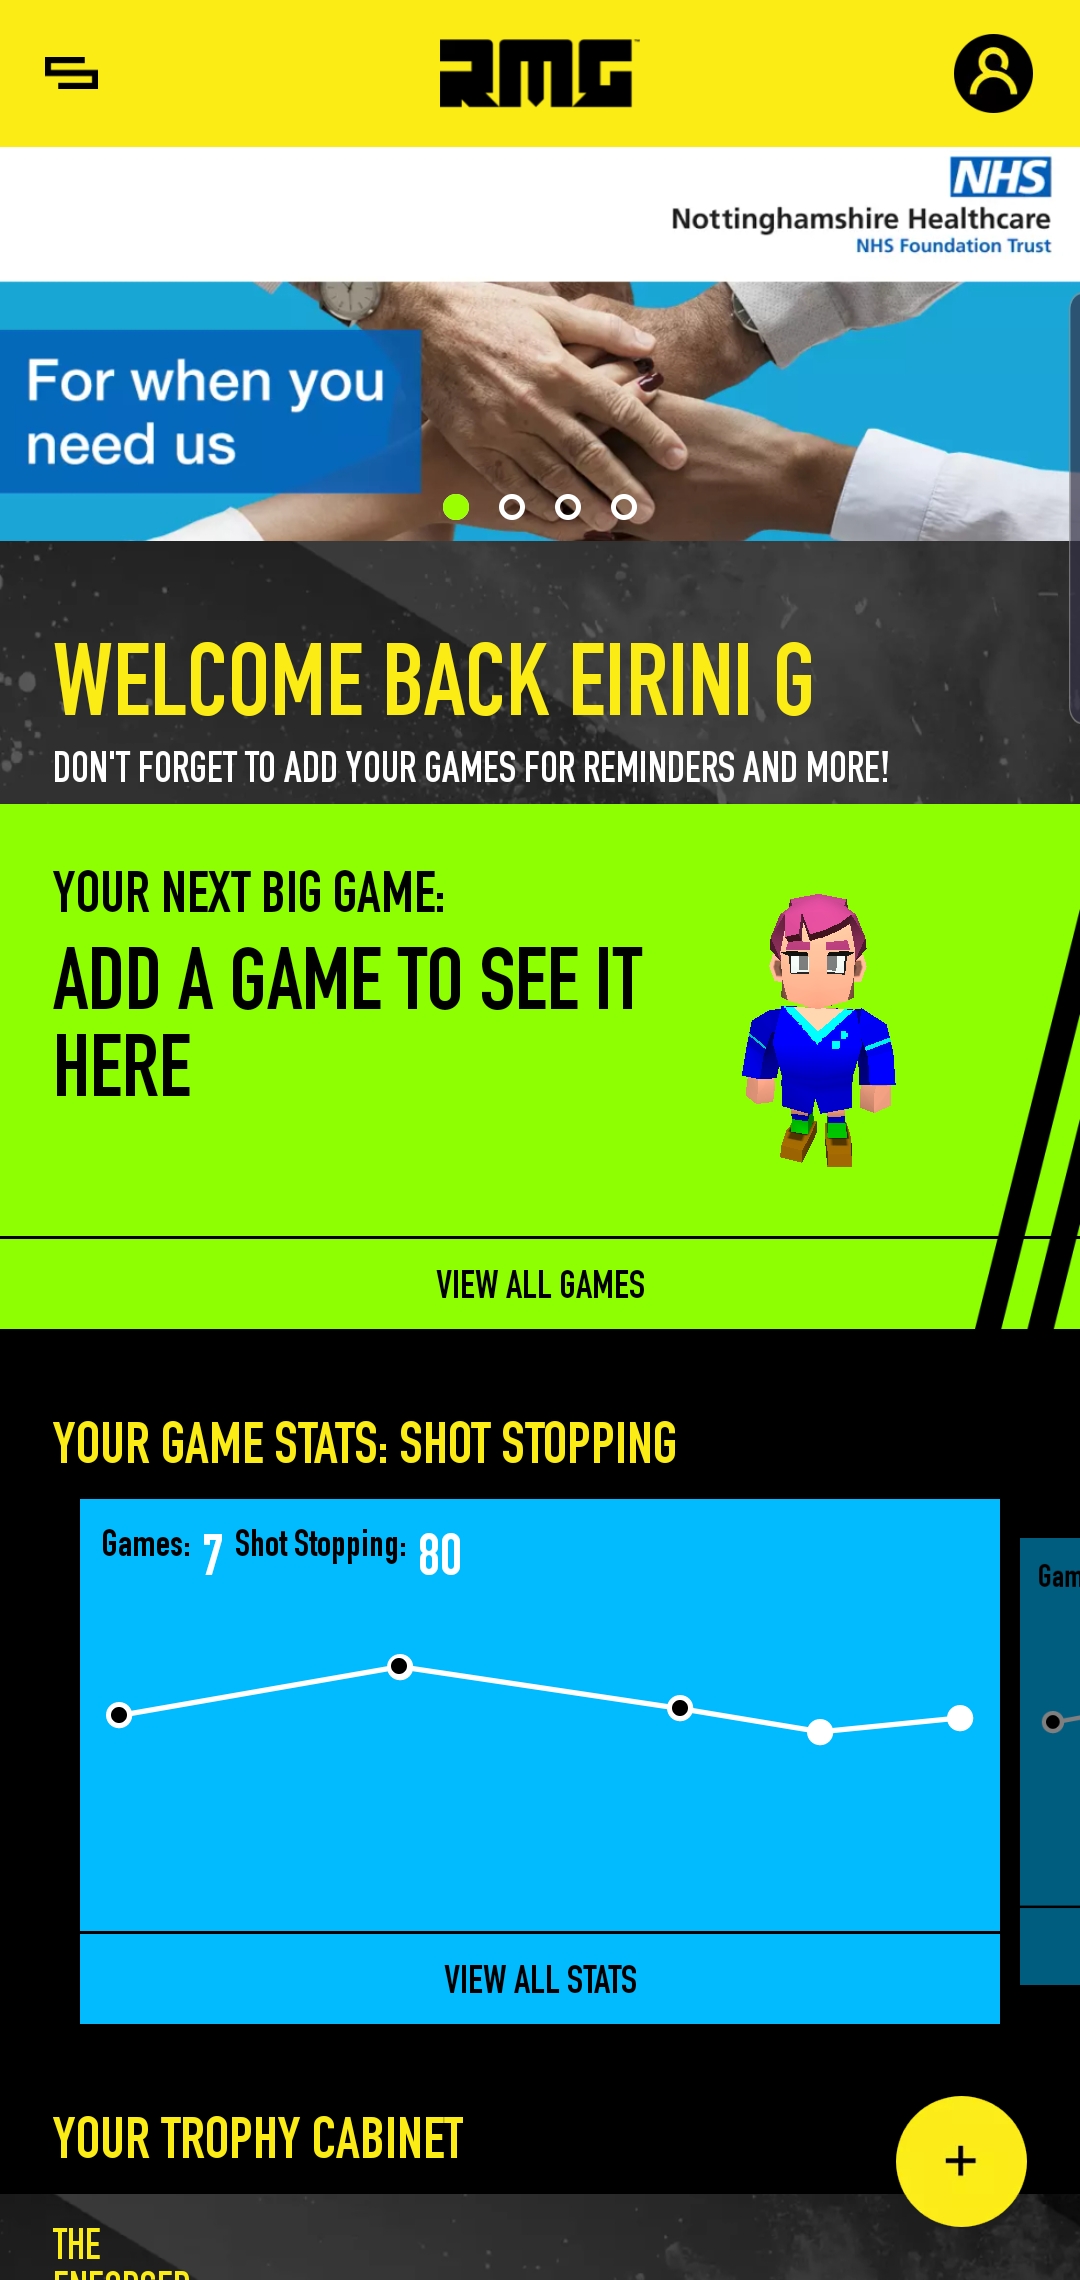 RMG™
NHS
Nottinghamshire Healthcare
NHS Foundation Trust
For when you
need us
WELCOME BACK EIRINI G
DON'T FORGET TO ADD YOUR GAMES FOR REMINDERS AND MORE!
YOUR NEXT BIG GAME:
ADD A GAME TO SEE IT
HERE
VIEW ALL GAMES
YOUR GAME STATS: SHOT STOPPING
Games: 7 Shot Stopping: 80
Gam
VIEW ALL STATS
YOUR TROPHY CABINET
+
THE
ENFORCER